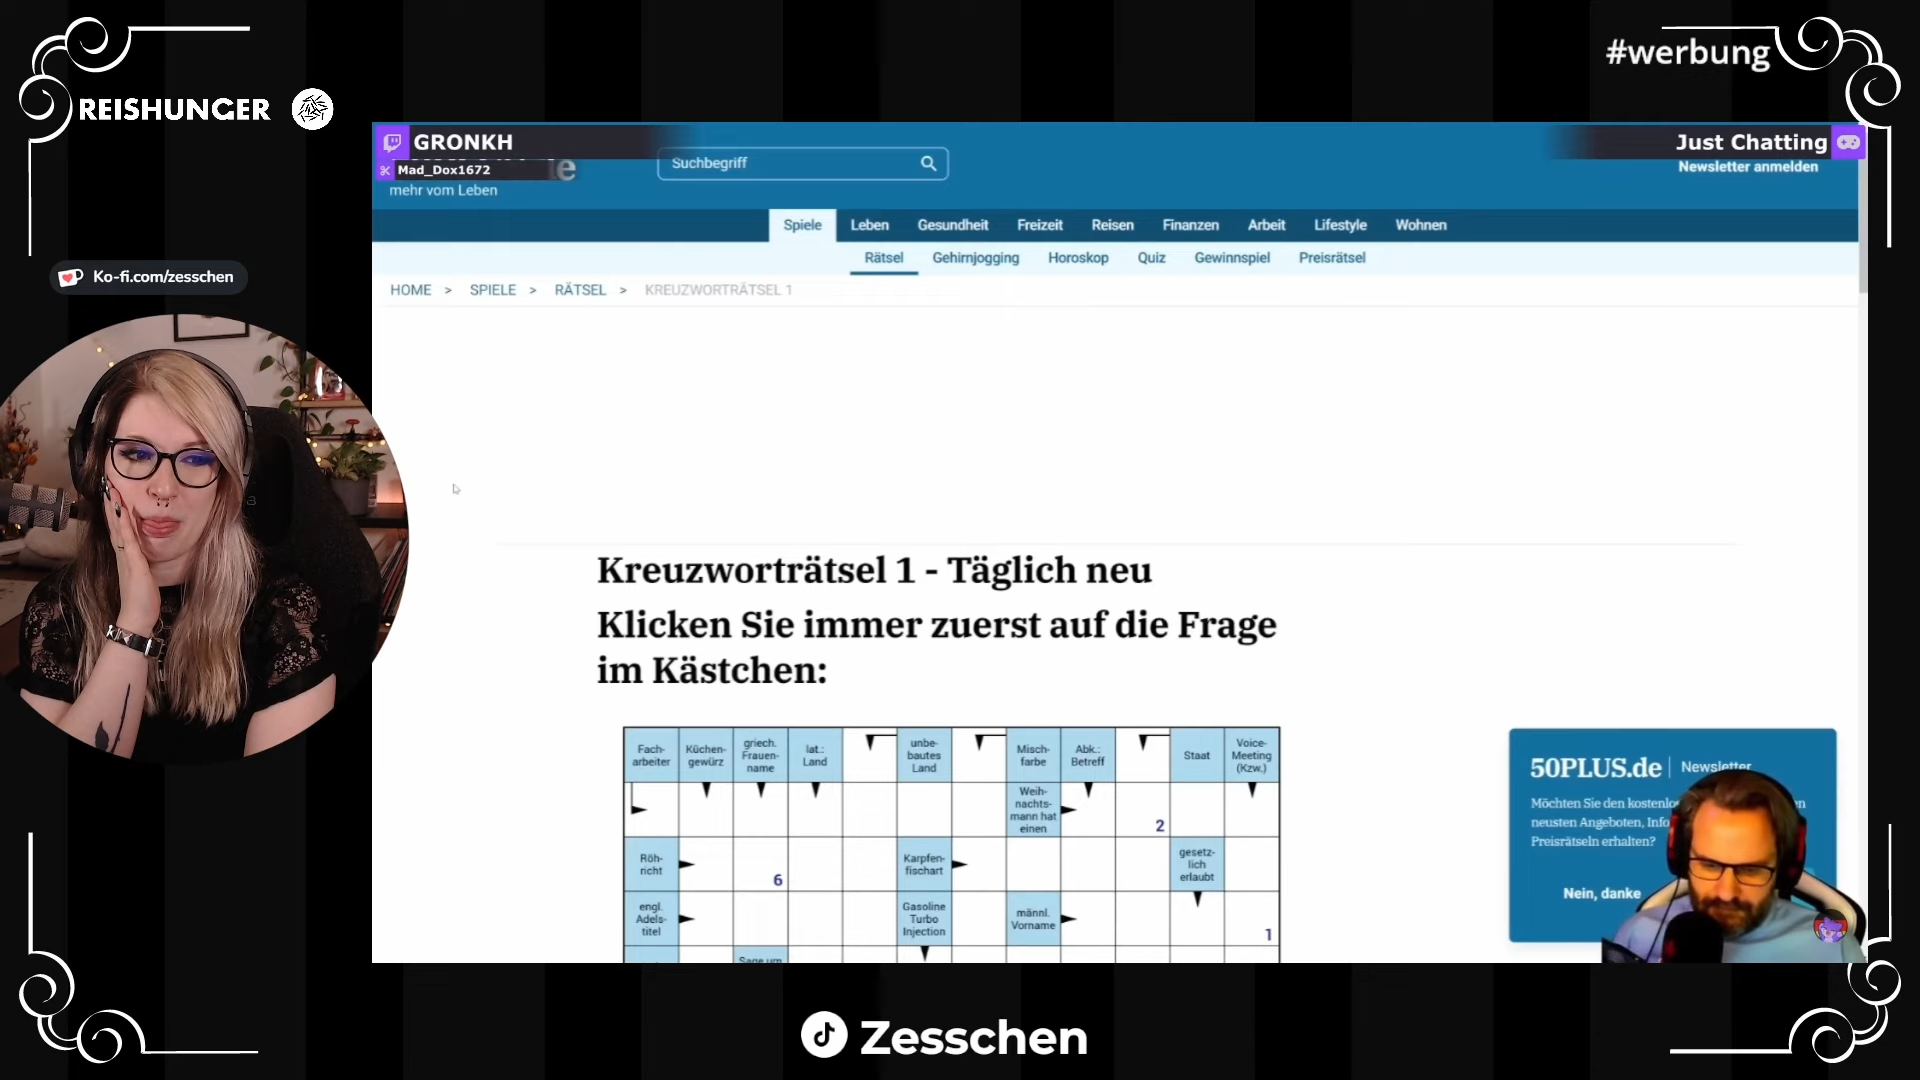 #werbung
REISHUNGER
GRONKH
Just Chatting
Mad_Dox1672
e
mehr vom Leben
Suchbegriff
Newsletter anmelden
Spiele Leben Gesundheit Freizeit Reisen Finanzen Arbeit Lifestyle Wohnen
Rätsel Gehirnjogging Horoskop Quiz Gewinnspiel Preisrätsel
HOME > SPIELE > RÄTSEL > KREUZWORTRÄTSEL 1
Ko-fi.com/zesschen
Kreuzworträtsel 1 - Täglich neu
Klicken Sie immer zuerst auf die Frage
im Kästchen:
Fach-
arbeiter
Küchen-
gewürz
griech.
Frauen-
name
lat.:
Land
unbe-
bautes
Land
Misch-
farbe
Abk.:
Betreff
Staat
Voice-
Meeting
(Kzw.)
Weih-
nachts-
mann hat
einen
2
Röh-
richt
6
Karpfen-
fischart
gesetz-
lich
erlaubt
engl.
Adels-
titel
Gasoline
Turbo
Injection
männl.
Vorname
1
Sage um
50PLUS.de | Newsletter
Möchten Sie den kostenlo
neusten Angeboten, Info
Preisrätseln erhalten?
Nein, danke
Zesschen